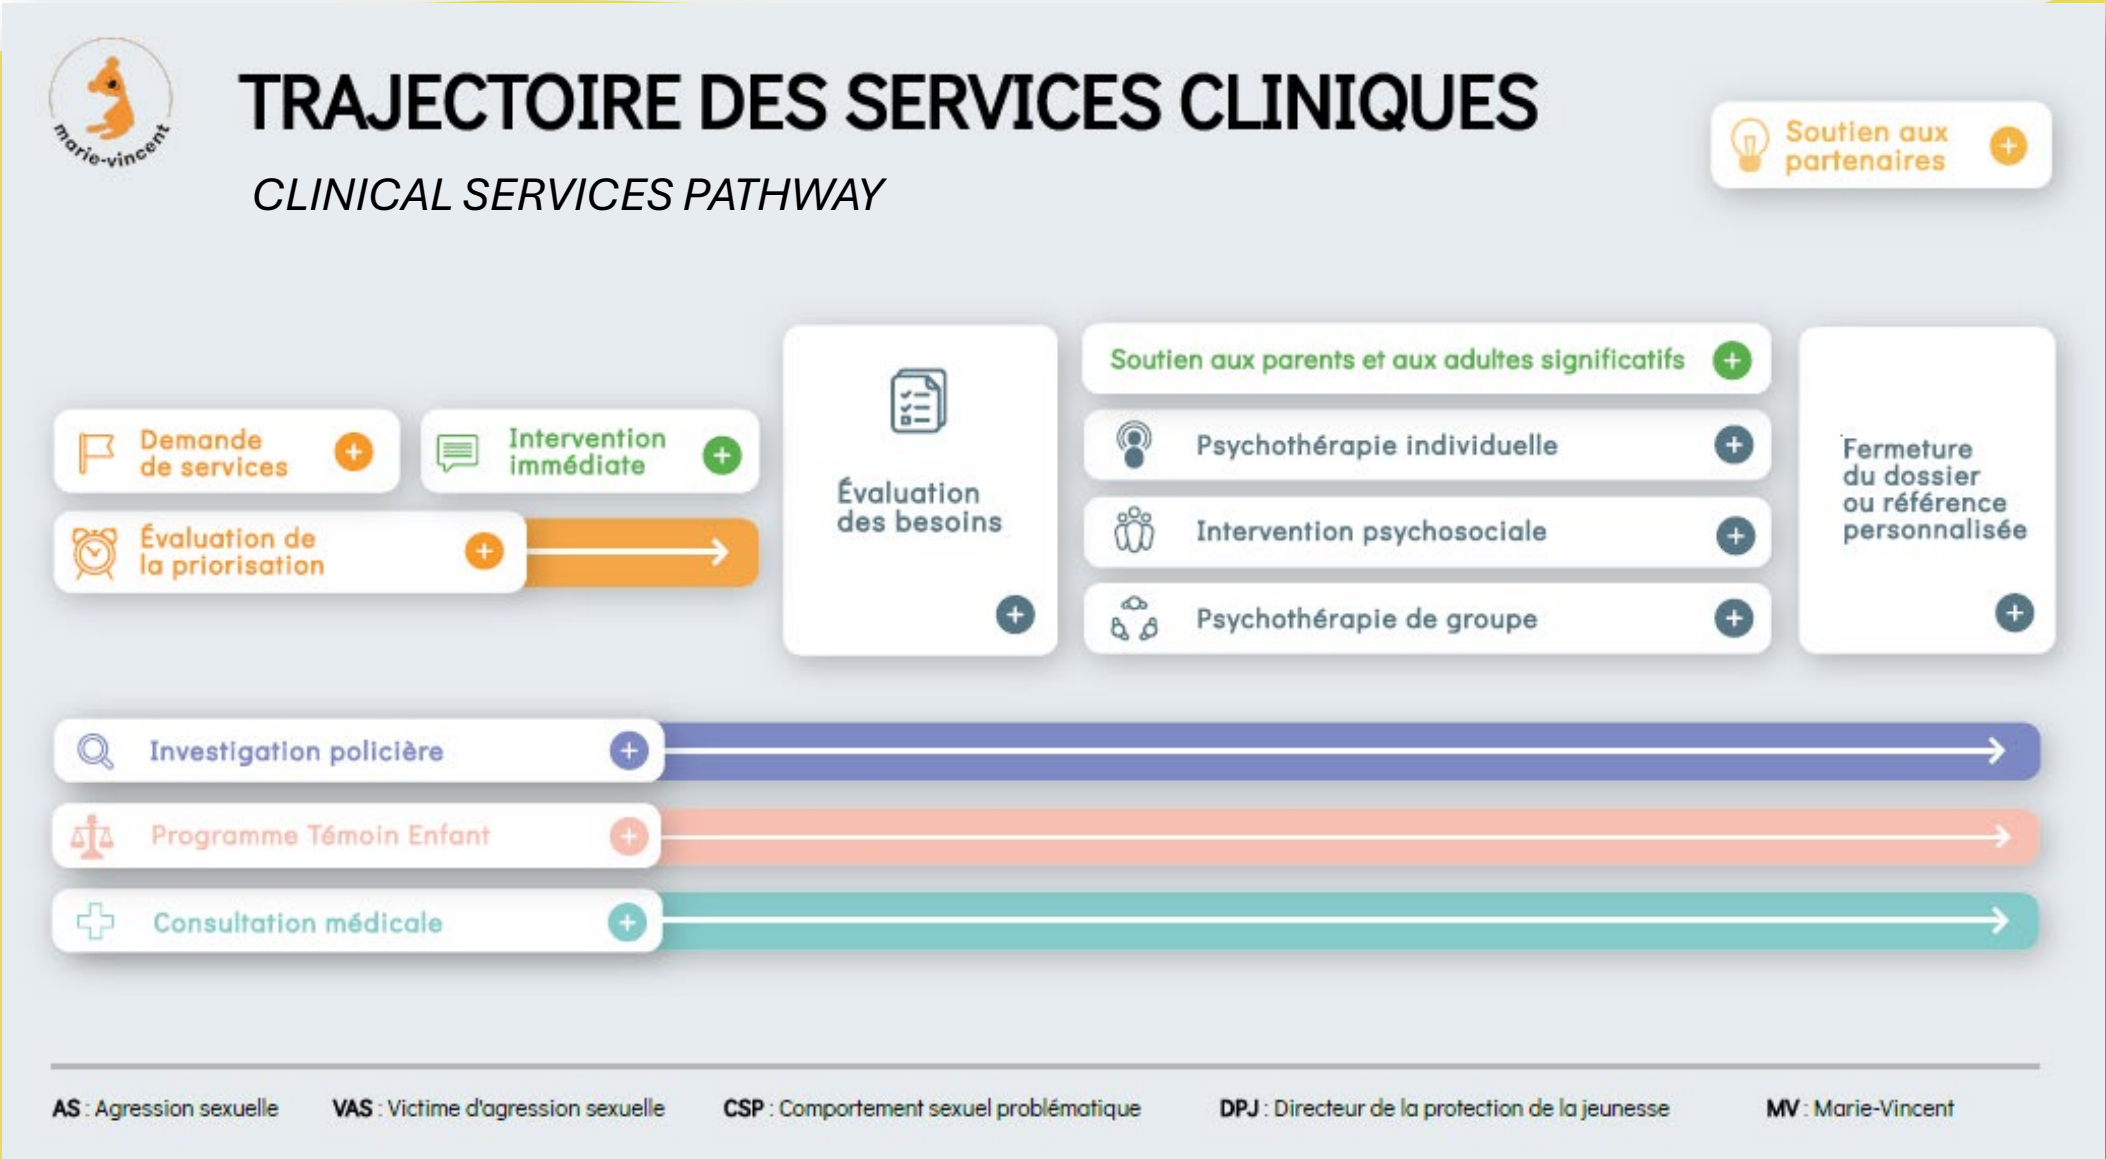 marie-vincent
TRAJECTOIRE DES SERVICES CLINIQUES
CLINICAL SERVICES PATHWAY
Soutien aux
partenaires
Demande
de services
Intervention
immédiate
Évaluation de
la priorisation
Évaluation
des besoins
Soutien aux parents et aux adultes significatifs
Psychothérapie individuelle
Intervention psychosociale
Psychothérapie de groupe
Fermeture
du dossier
ou référence
personnalisée
Investigation policière
Programme Témoin Enfant
Consultation médicale
AS : Agression sexuelle VAS : Victime d'agression sexuelle CSP : Comportement sexuel problématique DPJ : Directeur de la protection de la jeunesse MV : Marie-Vincent